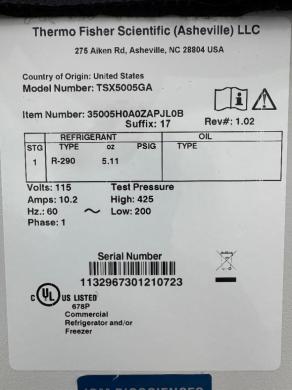 Thermo Fisher Scientific (Asheville) LLC
275 Aiken Rd, Asheville, NC 28804 USA
Country of Origin: United States
Model Number: TSX5005GA
Item Number: 35005H0A0ZAPJL0B
Suffix: 17 Rev#: 1.02
REFRIGERANT OIL
STG TYPE oz PSIG TYPE
1 R-290 5.11
Volts: 115 Test Pressure
Amps: 10.2 High: 425
Hz.: 60 ~ Low: 200
Phase: 1
Serial Number
1132967301210723
C UL US LISTED
678P
Commercial
Refrigerator and/or
Freezer